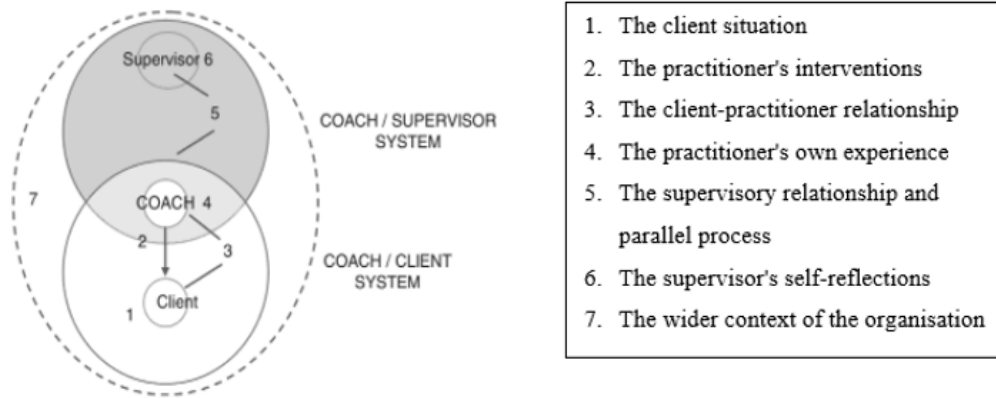 Supervisor 6
5
COACH / SUPERVISOR
SYSTEM
7
COACH 4
2
3
COACH / CLIENT
SYSTEM
Client
1
1. The client situation
2. The practitioner's interventions
3. The client-practitioner relationship
4. The practitioner's own experience
5. The supervisory relationship and
parallel process
6. The supervisor's self-reflections
7. The wider context of the organisation